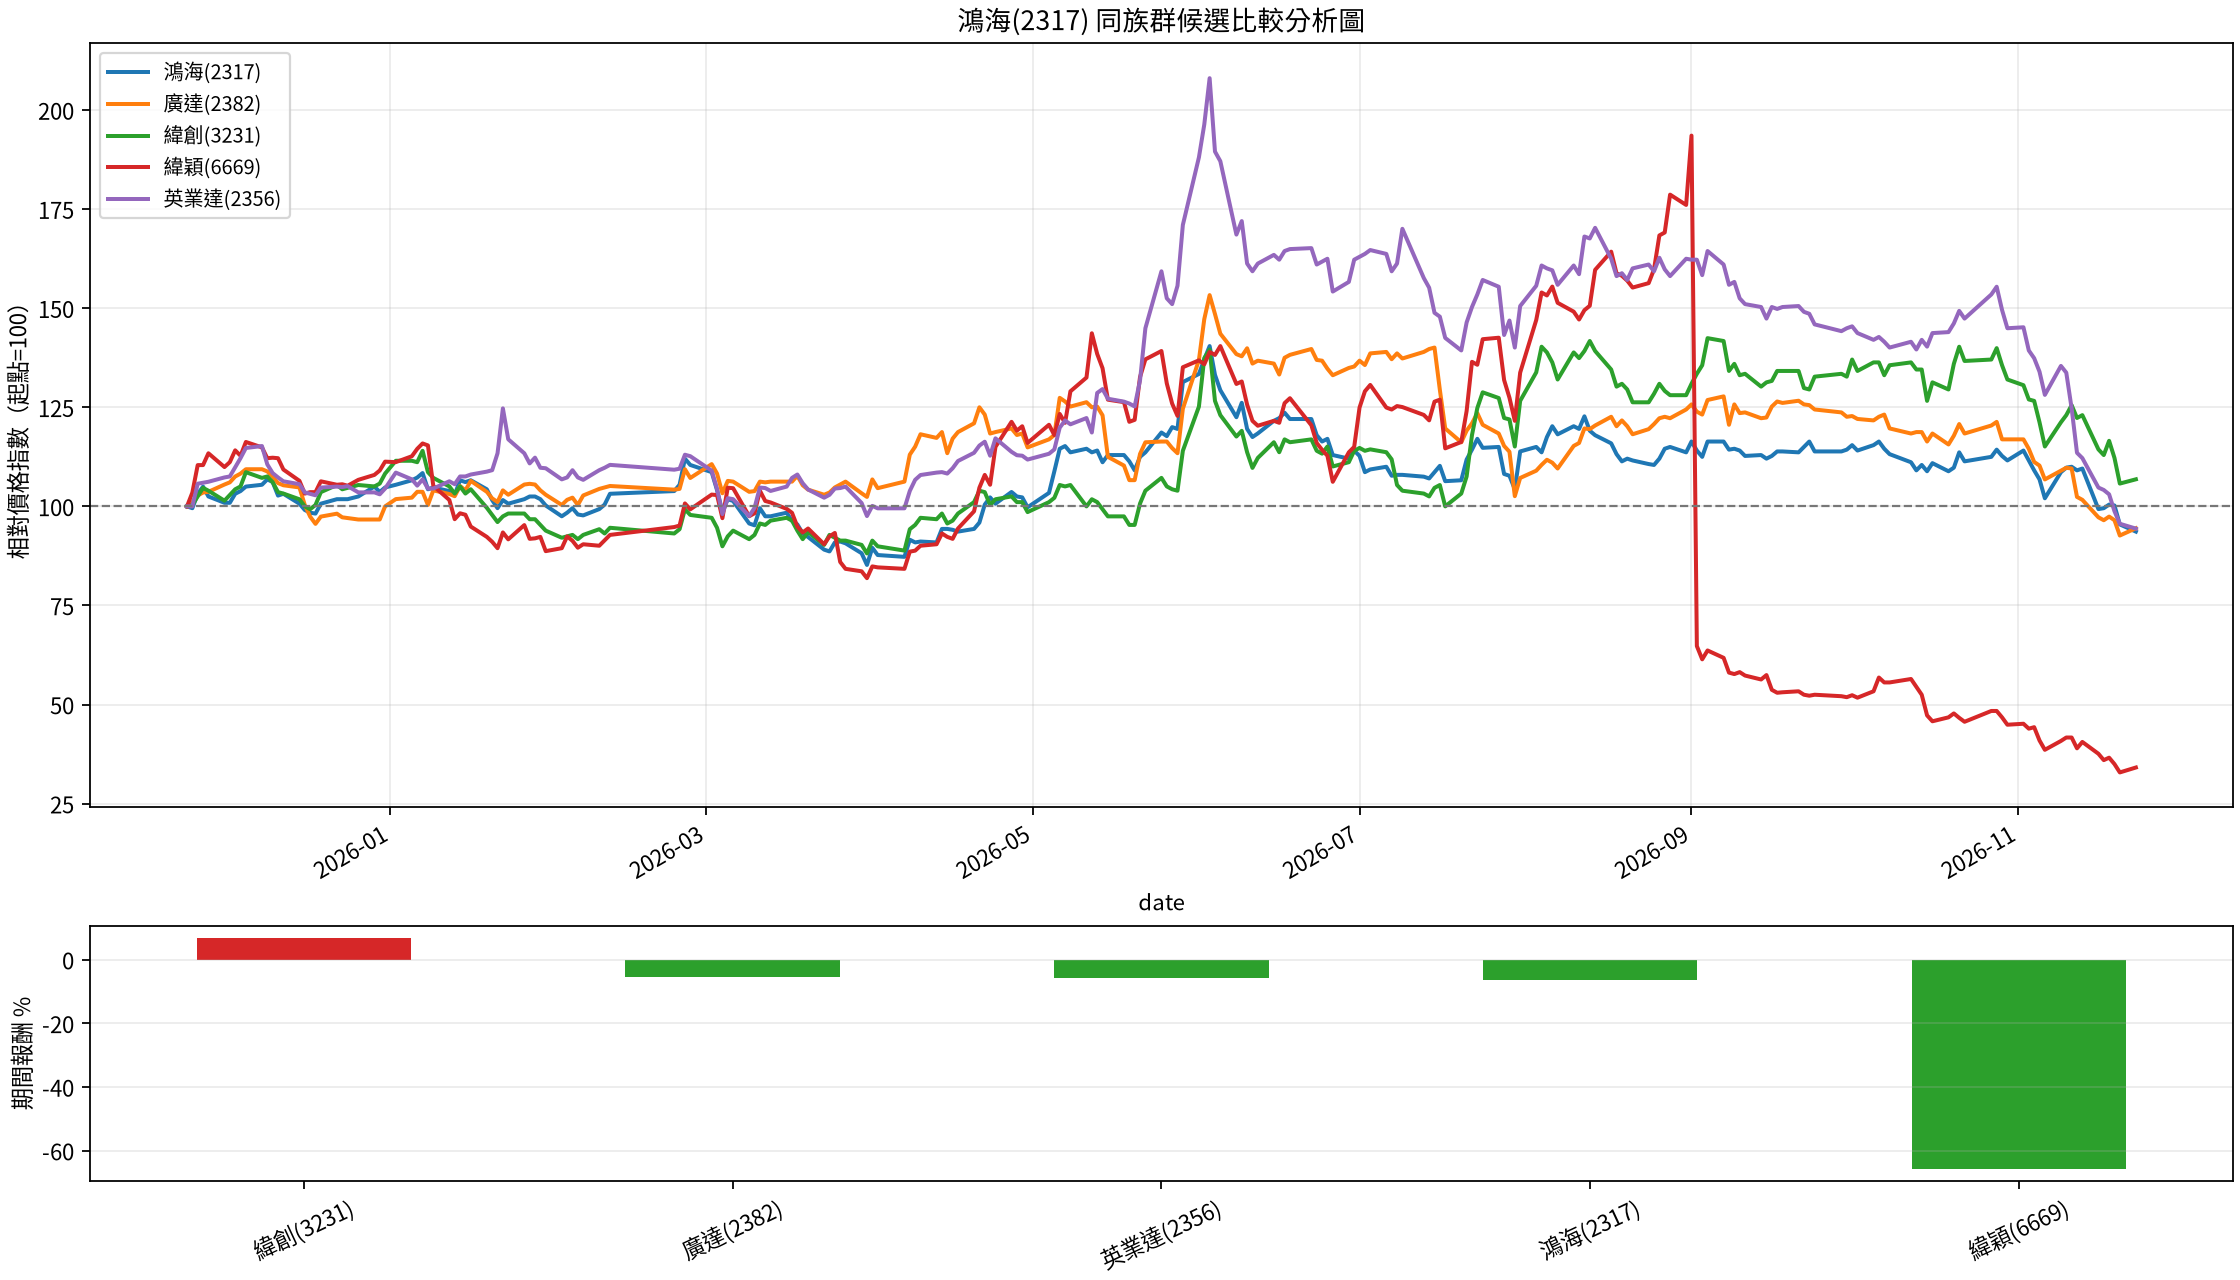 鴻海(2317) 同族群候選比較分析圖
鴻海(2317)
廣達(2382)
緯創(3231)
緯穎(6669)
英業達(2356)
相對價格指數（起點=100）
200
175
150
125
100
75
50
25
2026-01
2026-03
2026-05
2026-07
2026-09
2026-11
date
期間報酬 %
0
-20
-40
-60
緯創(3231)
廣達(2382)
英業達(2356)
鴻海(2317)
緯穎(6669)